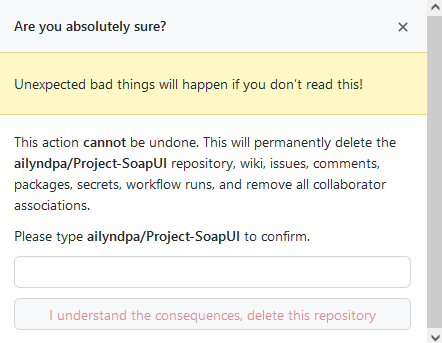 Are you absolutely sure?
Unexpected bad things will happen if you don't read this!
This action cannot be undone. This will permanently delete the
ailyndpa/Project-SoapUI repository, wiki, issues, comments,
packages, secrets, workflow runs, and remove all collaborator
associations.
Please type ailyndpa/Project-SoapUI to confirm.
I understand the consequences, delete this repository